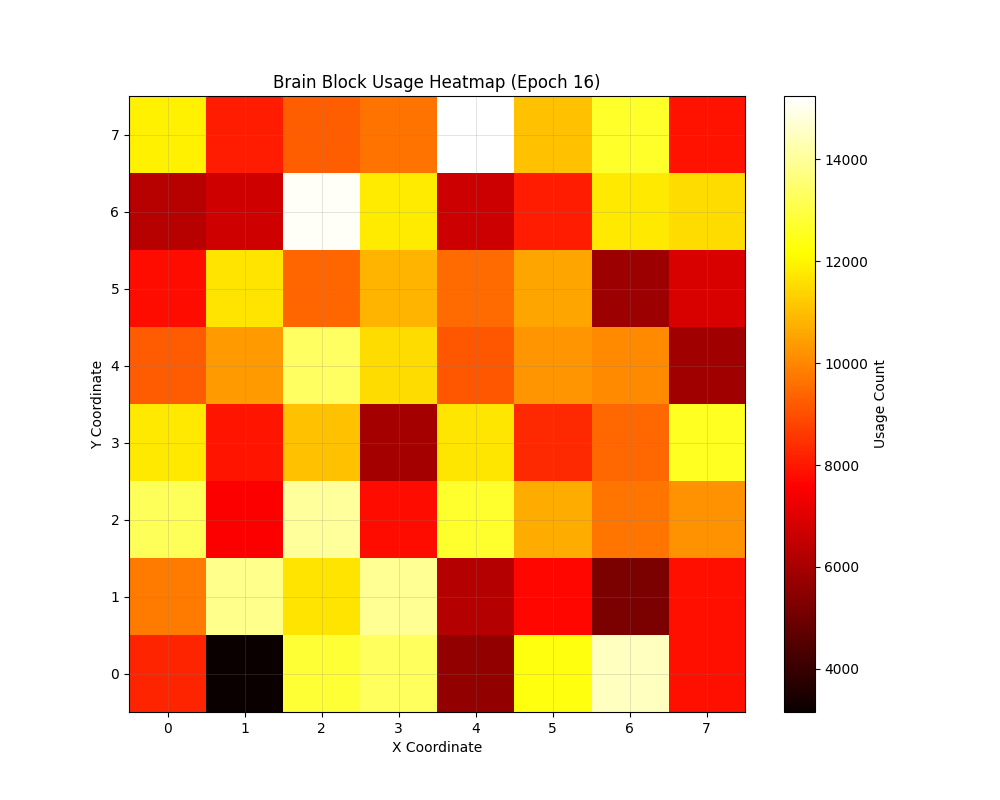 Brain Block Usage Heatmap (Epoch 16)
7
6
5
4
3
2
1
0
Y Coordinate
0 1 2 3 4 5 6 7
X Coordinate
14000
12000
10000
8000
6000
4000
Usage Count